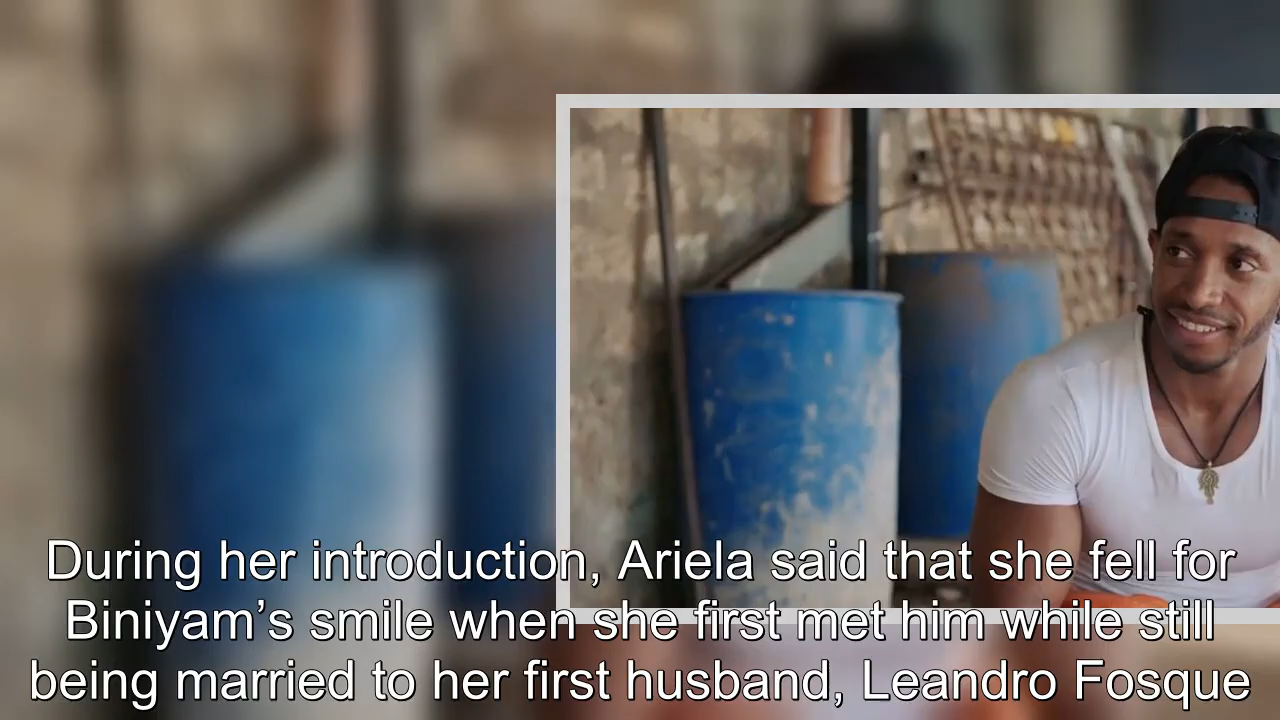 During her introduction, Ariela said that she fell for
Biniyam’s smile when she first met him while still
being married to her first husband, Leandro Fosque